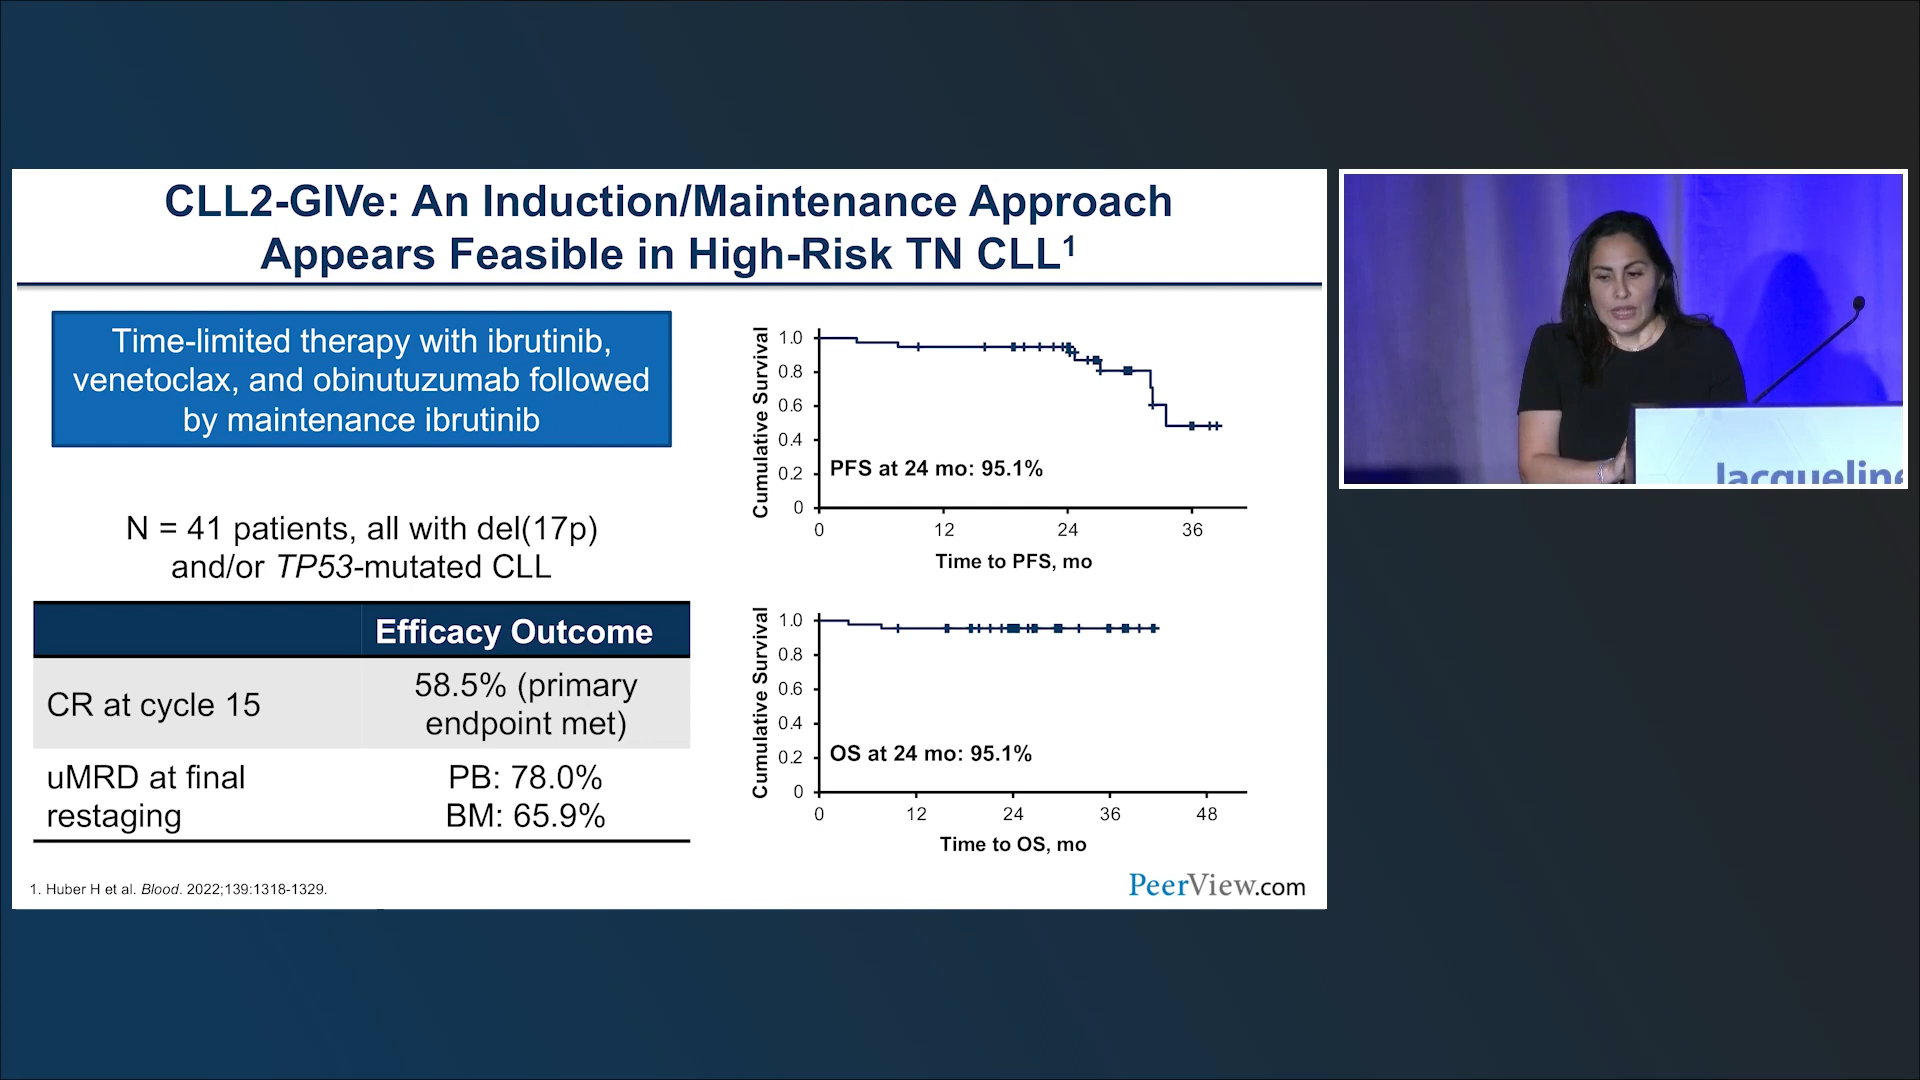 CLL2-GIVe: An Induction/Maintenance Approach
Appears Feasible in High-Risk TN CLL¹
Time-limited therapy with ibrutinib,
venetoclax, and obinutuzumab followed
by maintenance ibrutinib
N = 41 patients, all with del(17p)
and/or TP53-mutated CLL
Efficacy Outcome
CR at cycle 15
58.5% (primary
endpoint met)
uMRD at final
restaging
PB: 78.0%
BM: 65.9%
Cumulative Survival
1.0
0.8
0.6
0.4
0.2
0
PFS at 24 mo: 95.1%
0 12 24 36
Time to PFS, mo
Cumulative Survival
1.0
0.8
0.6
0.4
0.2
0
OS at 24 mo: 95.1%
0 12 24 36 48
Time to OS, mo
1. Huber H et al. Blood. 2022;139:1318-1329.
PeerView.com
Jacqueline